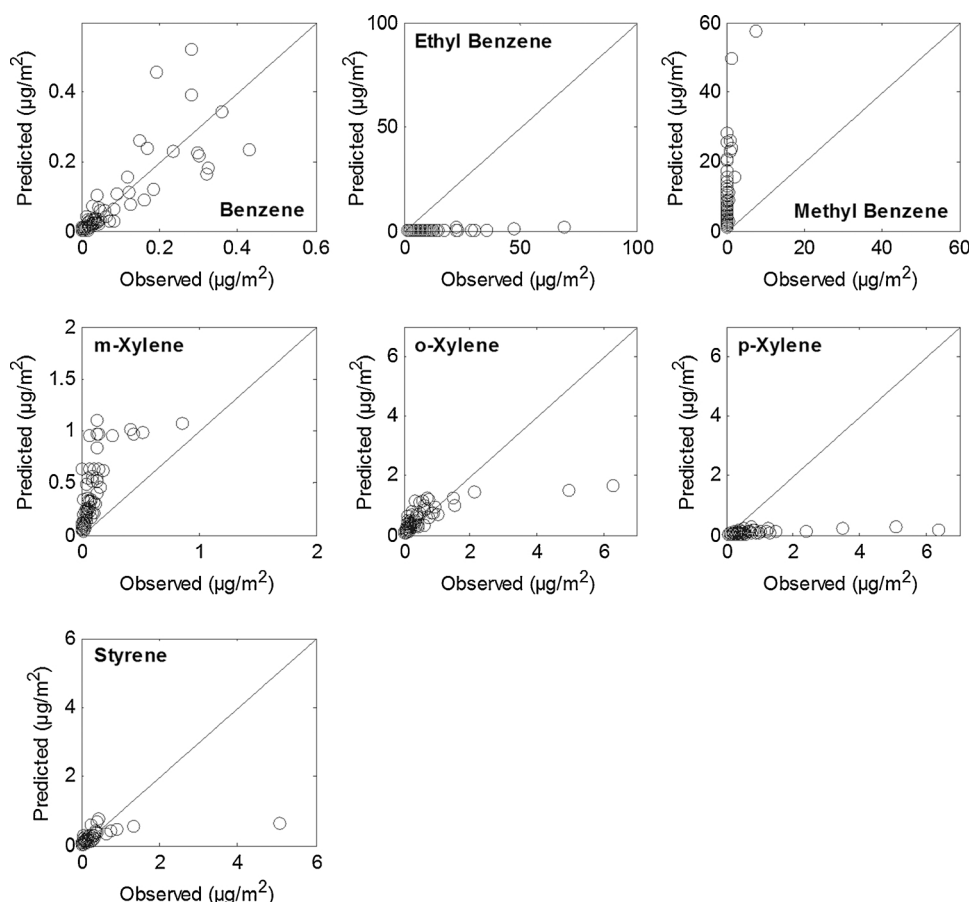 Predicted (µg/m²)
0.4
0.2
0
0
0.2
0.4
0.6
Benzene
Observed (µg/m²)
Predicted (µg/m²)
100
50
0
50
100
Ethyl Benzene
Observed (µg/m²)
Predicted (µg/m²)
60
40
20
0
0
20
40
60
Methyl Benzene
Observed (µg/m²)
Predicted (µg/m²)
2
1.5
1
0.5
0
0
1
2
m-Xylene
Observed (µg/m²)
Predicted (µg/m²)
6
4
2
0
0
2
4
6
o-Xylene
Observed (µg/m²)
Predicted (µg/m²)
6
4
2
0
0
2
4
6
p-Xylene
Observed (µg/m²)
Predicted (µg/m²)
6
4
2
0
0
2
4
6
Styrene
Observed (µg/m²)